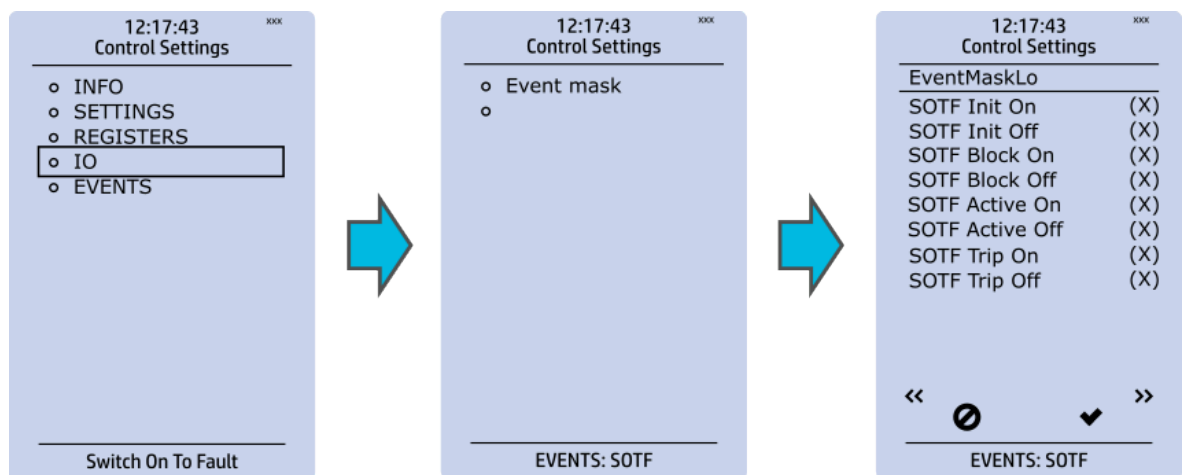 12:17:43 xxx
Control Settings
INFO
SETTINGS
REGISTERS
IO
EVENTS
Switch On To Fault
12:17:43 xxx
Control Settings
Event mask
EVENTS: SOTF
12:17:43 xxx
Control Settings
EventMaskLo
SOTF Init On (X)
SOTF Init Off (X)
SOTF Block On (X)
SOTF Block Off (X)
SOTF Active On (X)
SOTF Active Off (X)
SOTF Trip On (X)
SOTF Trip Off (X)
« »
EVENTS: SOTF